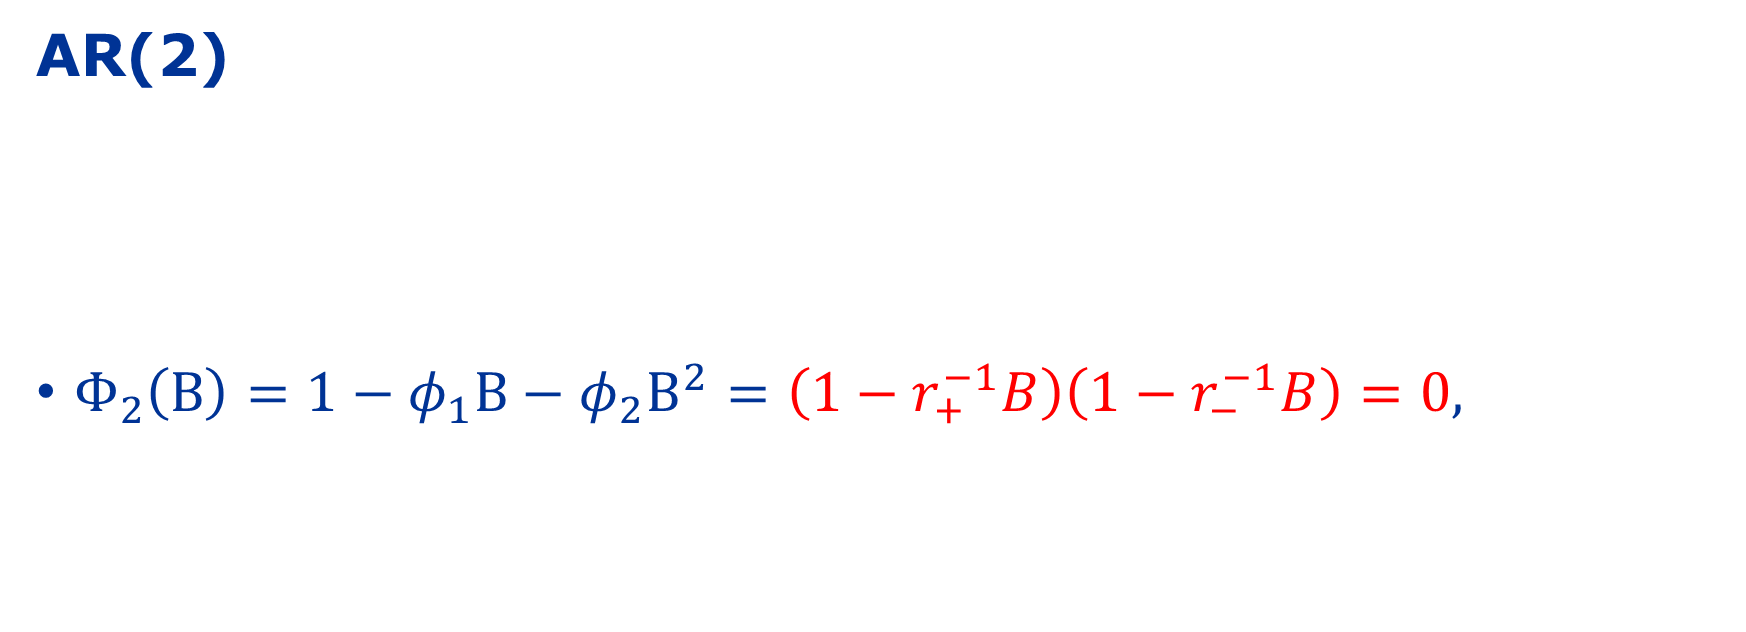 AR(2)
• Φ₂(B) = 1 − ϕ₁B − ϕ₂B² = (1 − r₊⁻¹B)(1 − r₋⁻¹B) = 0,